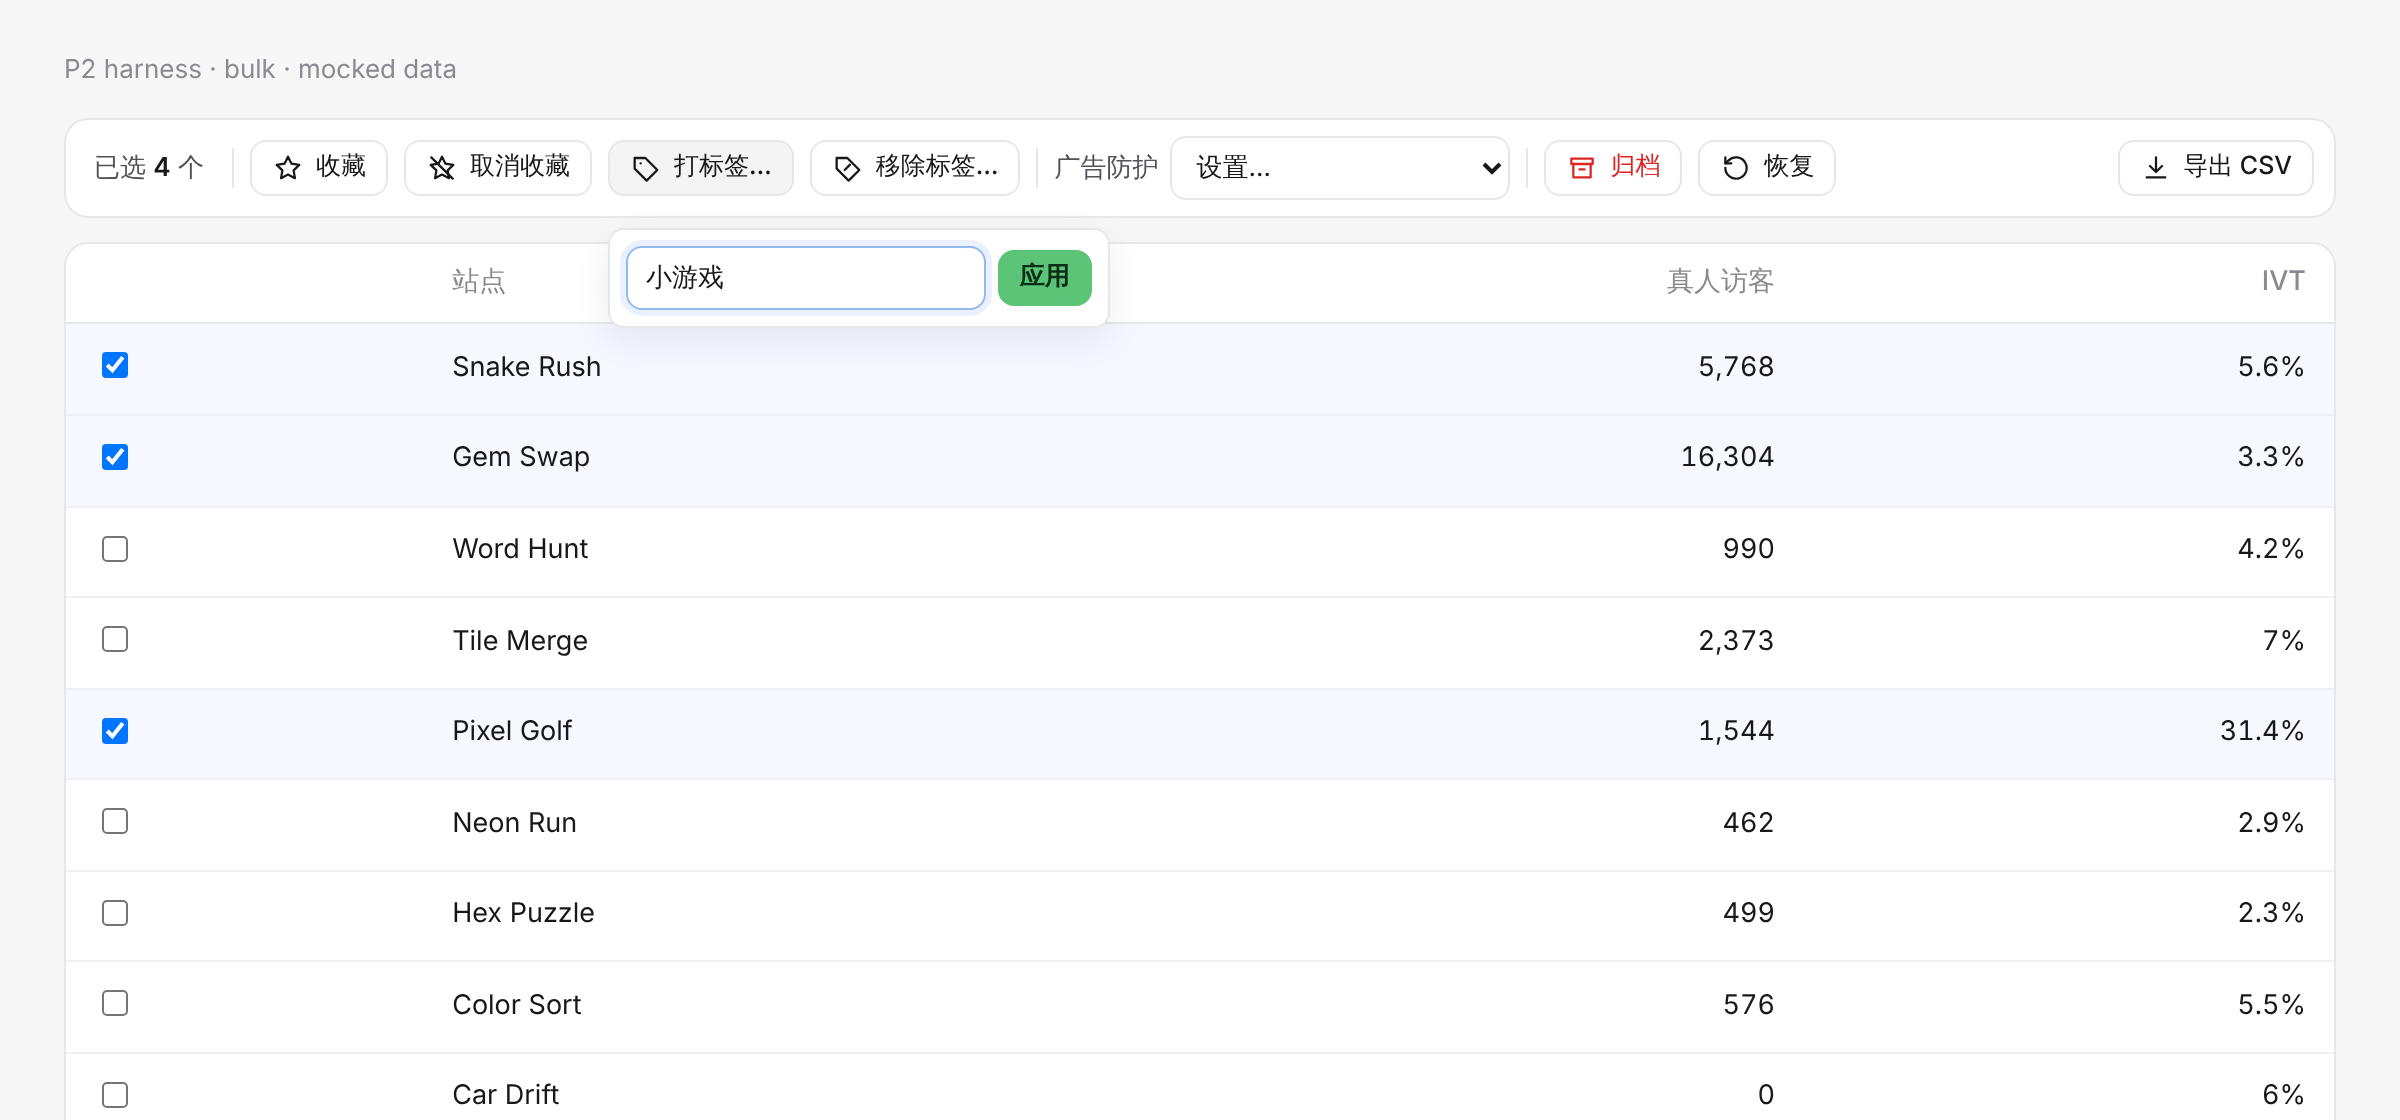 P2 harness · bulk · mocked data
已选 4 个 收藏 取消收藏 打标签... 移除标签... 广告防护 设置... 归档 恢复 导出 CSV
小游戏 应用
站点 真人访客 IVT
Snake Rush 5,768 5.6%
Gem Swap 16,304 3.3%
Word Hunt 990 4.2%
Tile Merge 2,373 7%
Pixel Golf 1,544 31.4%
Neon Run 462 2.9%
Hex Puzzle 499 2.3%
Color Sort 576 5.5%
Car Drift 0 6%